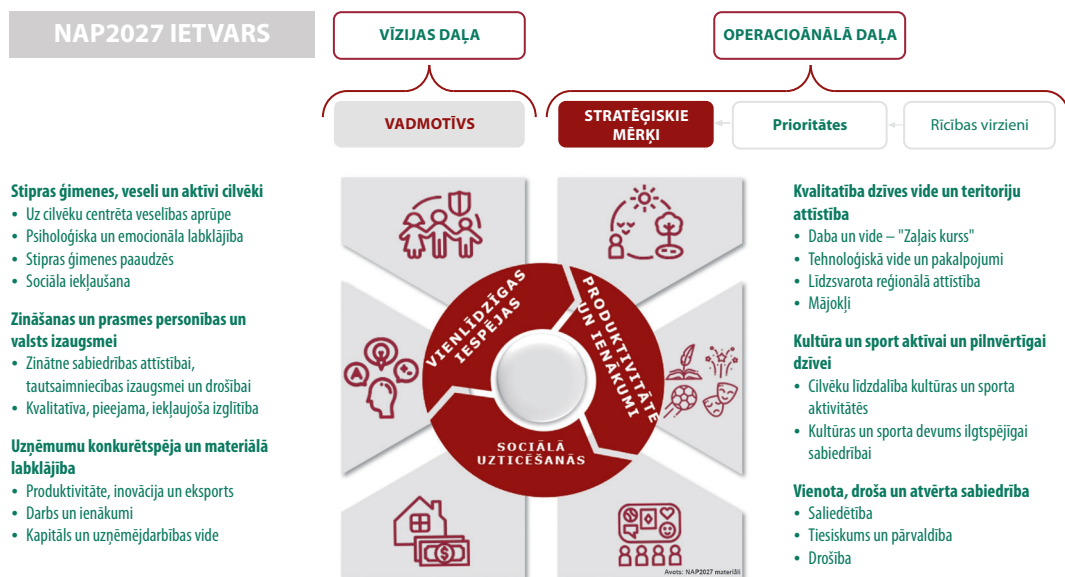 NAP2027 IETVARS
VĪZIJAS DAĻA
OPERACIOĀNĀLĀ DAĻA
VADMOTĪVS
STRATĒĢISKIE
MĒRĶI
Prioritātes
Rīcības virzieni
Stipras ģimenes, veseli un aktīvi cilvēki
• Uz cilvēku centrēta veselības aprūpe
• Psiholoģiska un emocionāla labklājība
• Stipras ģimenes paaudzēs
• Sociāla iekļaušana
Zināšanas un prasmes personības un
valsts izaugsmei
• Zinātne sabiedrības attīstībai,
tautsaimniecības izaugsmei un drošībai
• Kvalitatīva, pieejama, iekļaujoša izglītība
Uzņēmumu konkurētspēja un materiālā
labklājība
• Produktivitāte, inovācija un eksports
• Darbs un ienākumi
• Kapitāls un uzņēmējdarbības vide
VIENLĪDZĪGAS
IESPĒJAS
PRODUKTIVITĀTE
UN IENĀKUMI
SOCIĀLĀ
UZTICĒŠANĀS
Avots: NAP2027 materiāli
Kvalitatība dzīves vide un teritoriju
attīstība
• Daba un vide – "Zaļais kurss"
• Tehnoloģiskā vide un pakalpojumi
• Līdzsvarota reģionālā attīstība
• Mājokļi
Kultūra un sport aktīvai un pilnvērtīgai
dzīvei
• Cilvēku līdzdalība kultūras un sporta
aktivitātēs
• Kultūras un sporta devums ilgtspējīgai
sabiedrībai
Vienota, droša un atvērta sabiedrība
• Saliedētība
• Tiesiskums un pārvaldība
• Drošība